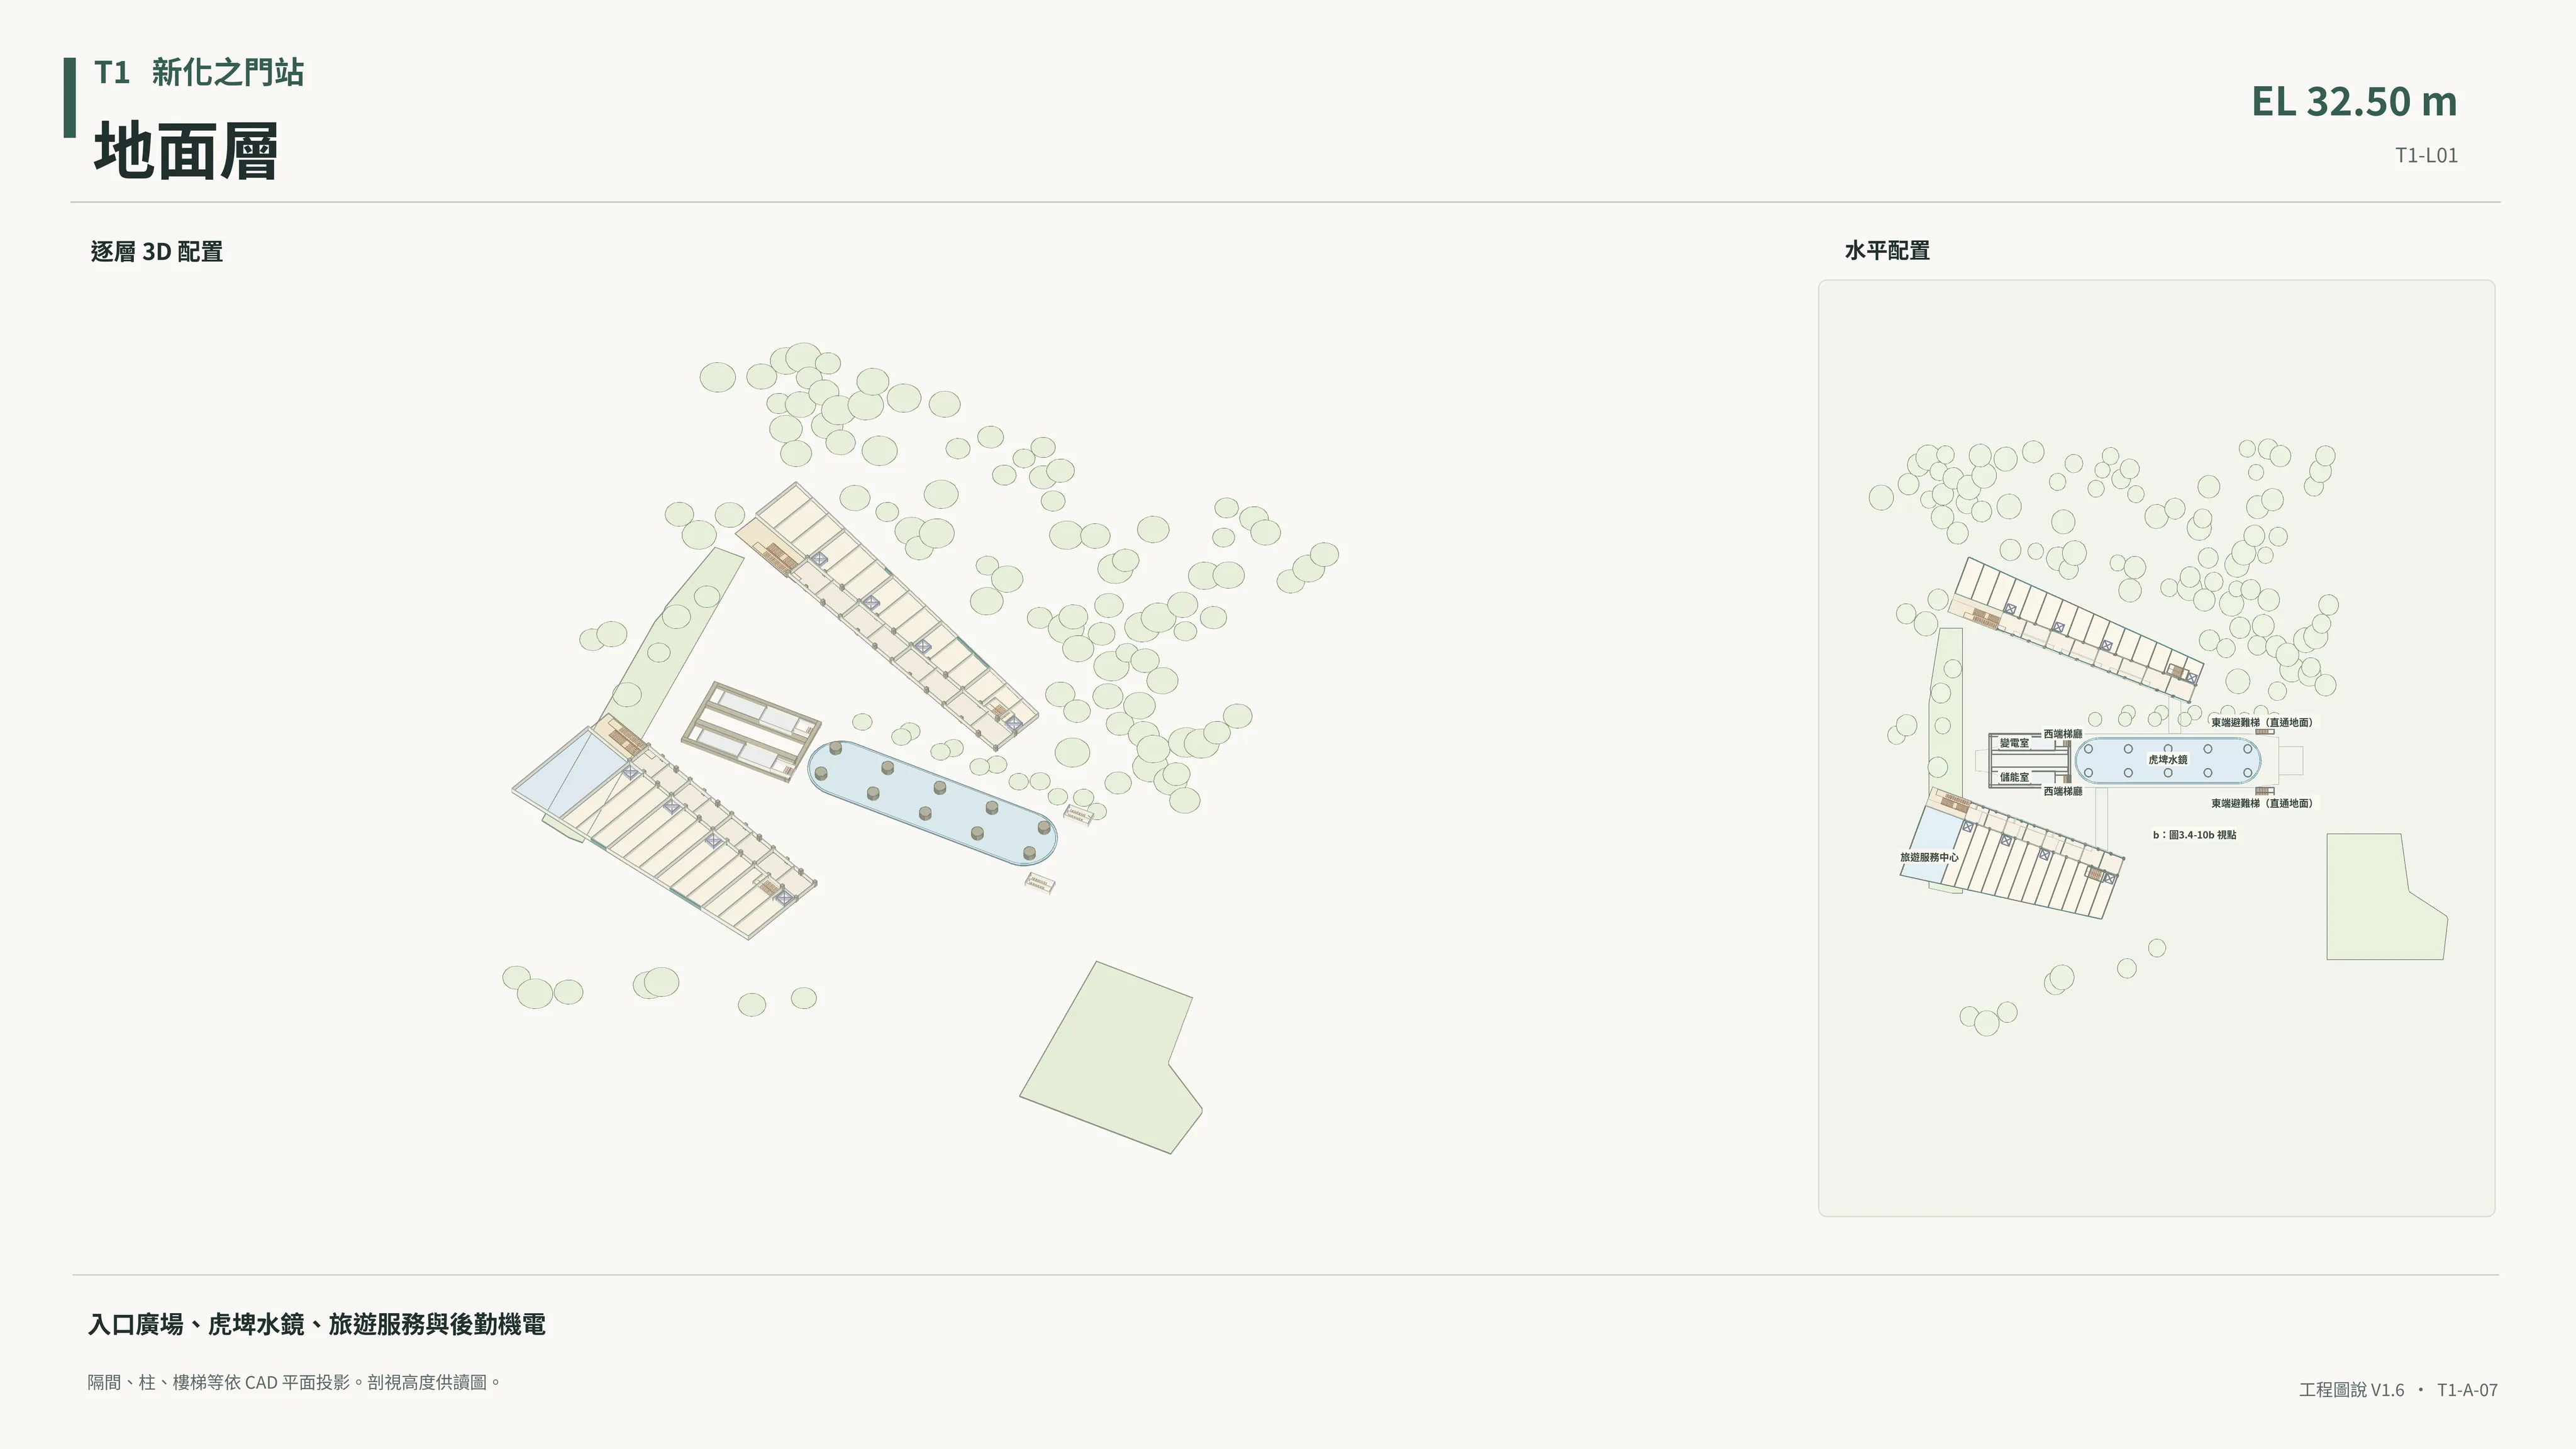 T1 新化之門站
地面層
EL 32.50 m
T1-L01
逐層 3D 配置
水平配置
東端避難梯（直通地面）
西端梯廳
變電室
虎埤水鏡
儲能室
西端梯廳
東端避難梯（直通地面）
b：圖3.4-10b 視點
旅遊服務中心
入口廣場、虎埤水鏡、旅遊服務與後勤機電
隔間、柱、樓梯等依 CAD 平面投影。剖視高度供讀圖。
工程圖說 V1.6 · T1-A-07